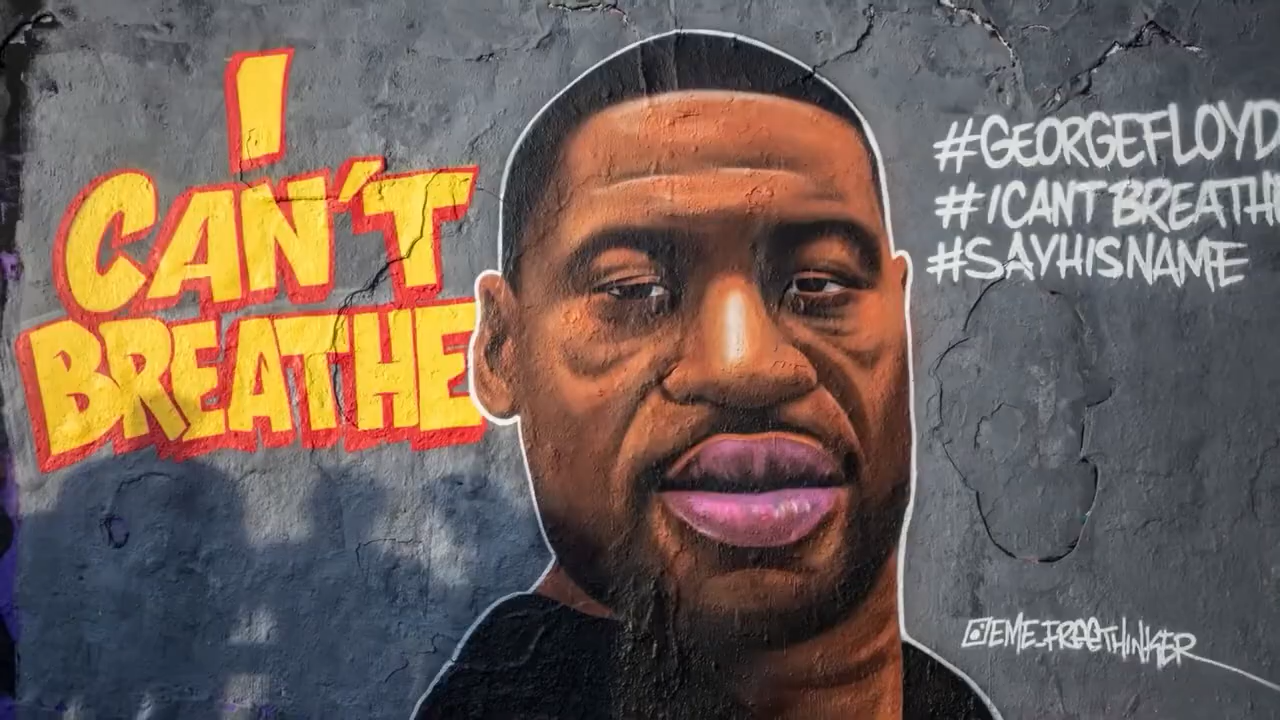 I
CAN'T
BREATHE
#GEORGEFLOYD
#ICANTBREATH
#SAYHISNAME
EME_FREETHINKER